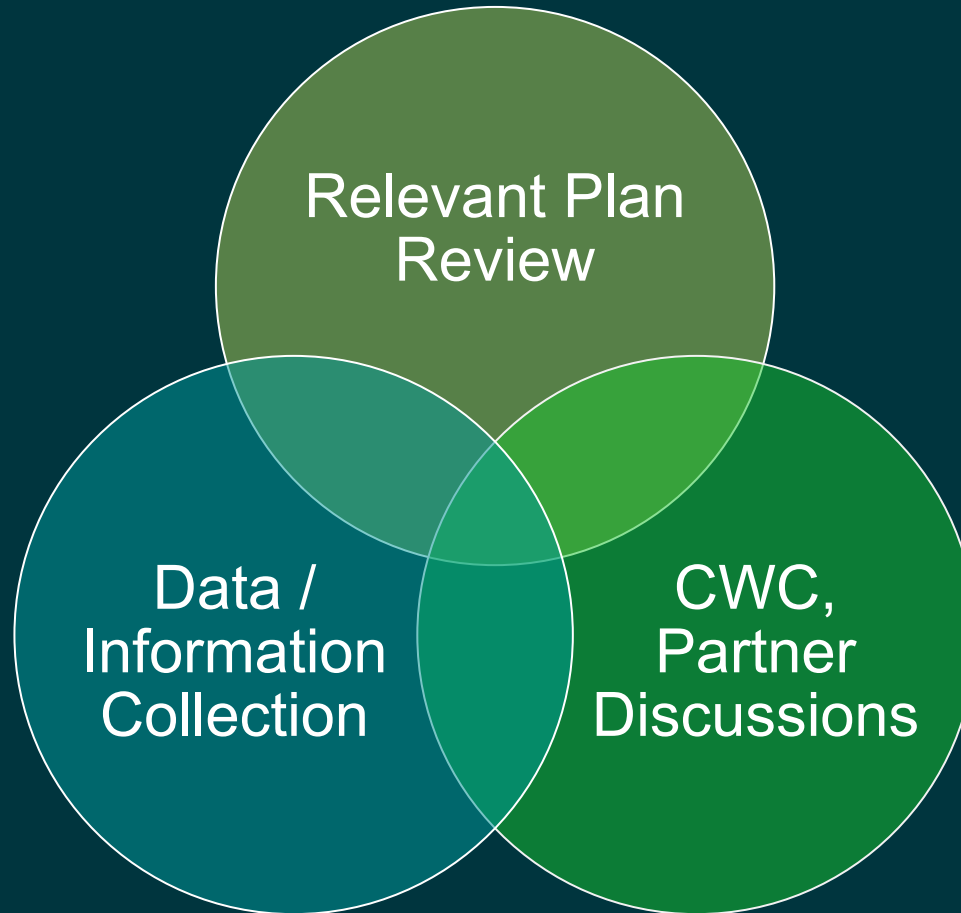 Relevant Plan
Review
Data /
Information
Collection
CWC,
Partner
Discussions